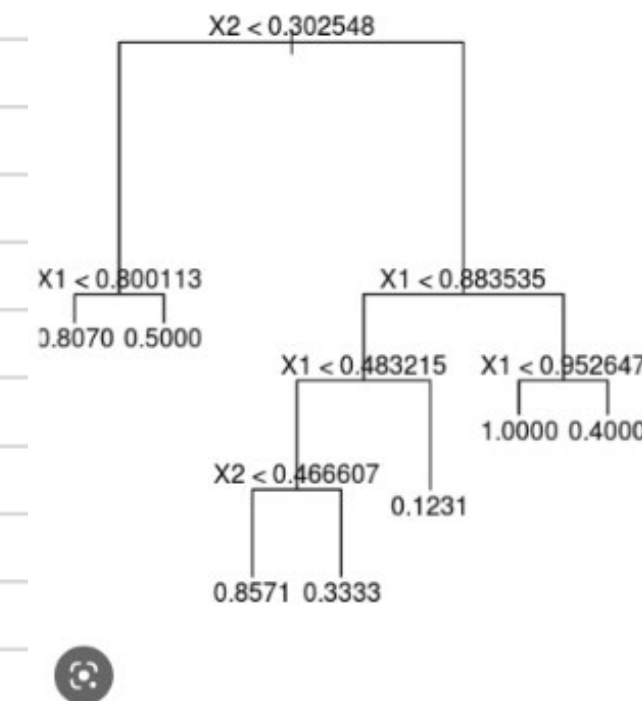 X2 < 0.302548
X1 < 0.800113
X1 < 0.883535
0.8070 0.5000
X1 < 0.483215
X1 < 0.952647
1.0000 0.4000
X2 < 0.466607
0.1231
0.8571 0.3333